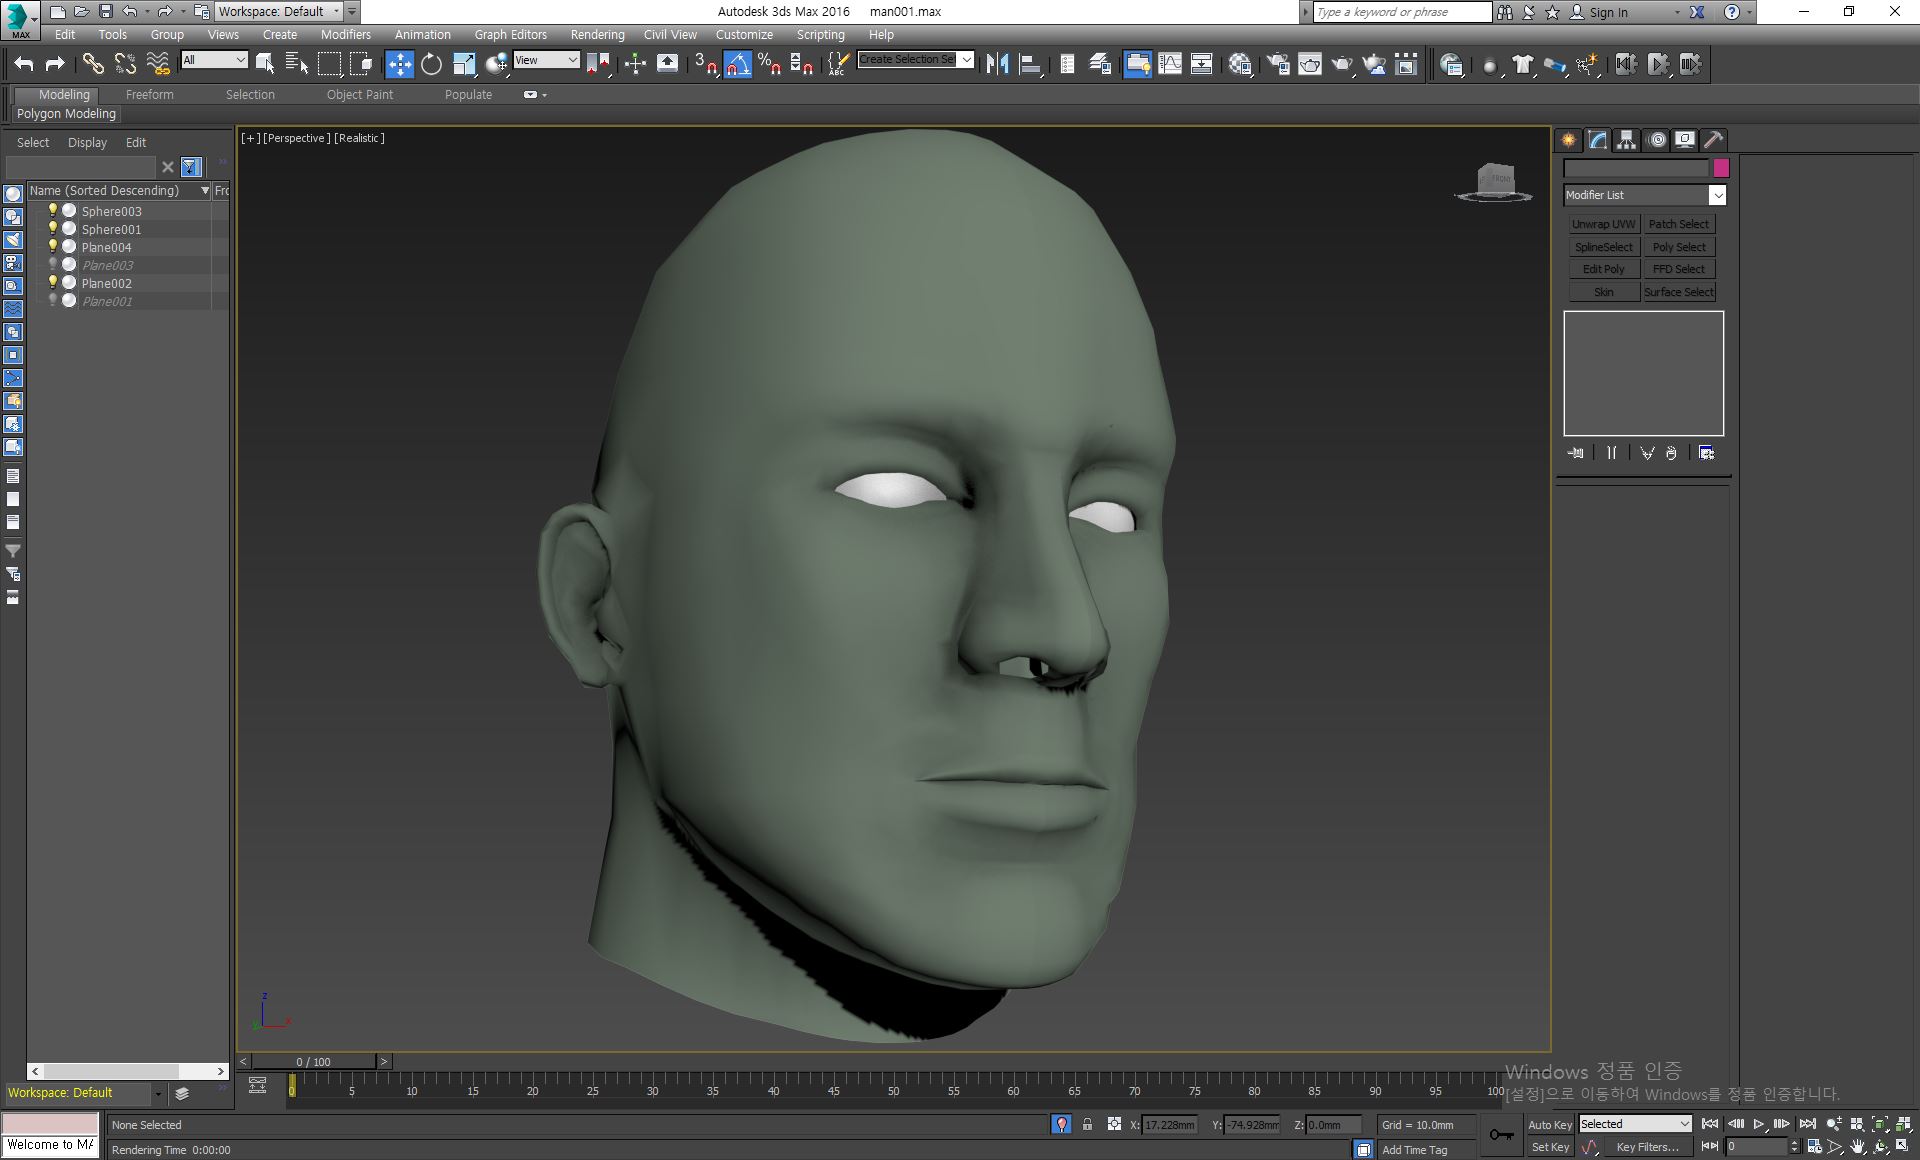 Workspace: Default
Autodesk 3ds Max 2016 man001.max
Type a keyword or phrase
Sign In
MAX
Edit Tools Group Views Create Modifiers Animation Graph Editors Rendering Civil View Customize Scripting Help
All
View
3
ABC
Create Selection Se
Modeling Freeform Selection Object Paint Populate
Polygon Modeling
Select Display Edit
Name (Sorted Descending)
Sphere003
Sphere001
Plane004
Plane003
Plane002
Plane001
[+] [Perspective] [Realistic]
FRONT
Modifier List
Unwrap UVW Patch Select
SplineSelect Poly Select
Edit Poly FFD Select
Skin Surface Select
z
x
y
0 / 100
0 5 10 15 20 25 30 35 40 45 50 55 60 65 70 75 80 85 90 95 100
Windows 정품 인증
[설정]으로 이동하여 Windows를 정품 인증합니다.
Workspace: Default
None Selected
X: 17.228mm Y: -74.928mm Z: 0.0mm Grid = 10.0mm
Auto Key Selected
Welcome to MA
Rendering Time 0:00:00
Add Time Tag
Set Key Key Filters...
0